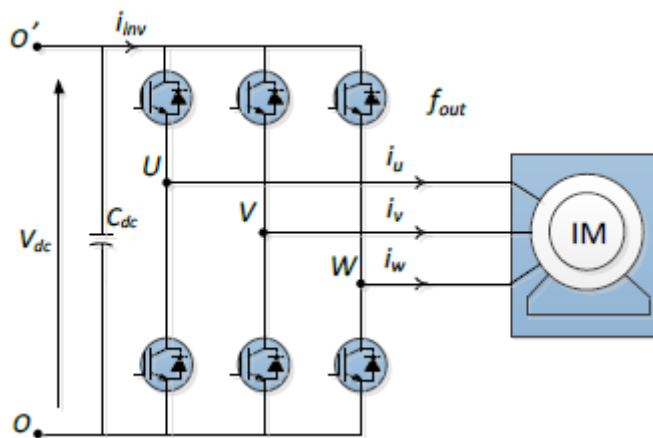 O'
i_inv
f_out
U
i_u
C_dc
V
i_v
IM
V_dc
W
i_w
O